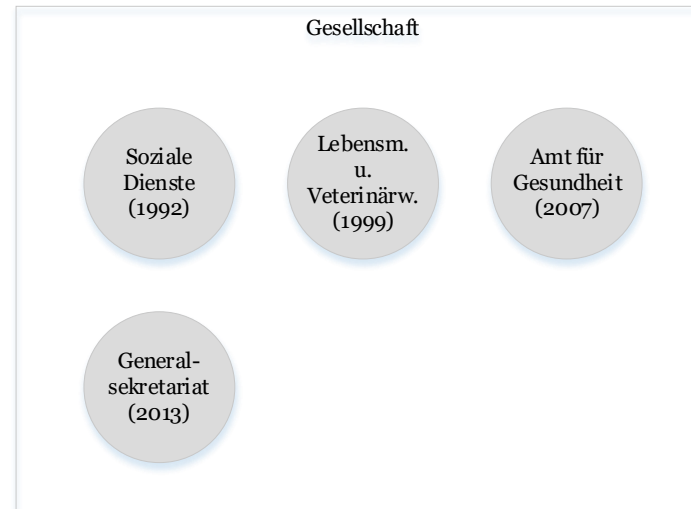 Gesellschaft
Soziale
Dienste
(1992)
Lebensm.
u.
Veterinärw.
(1999)
Amt für
Gesundheit
(2007)
General-
sekretariat
(2013)